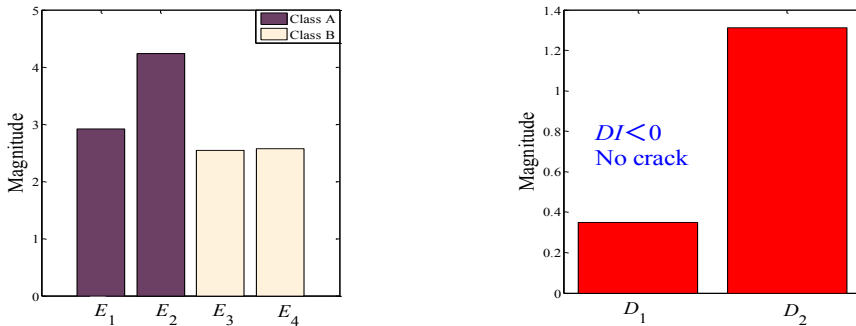 5
4
3
2
1
0
Magnitude
Class A
Class B
E1 E2 E3 E4
1.4
1.2
1
0.8
0.6
0.4
0.2
0
Magnitude
DI<0
No crack
D1 D2